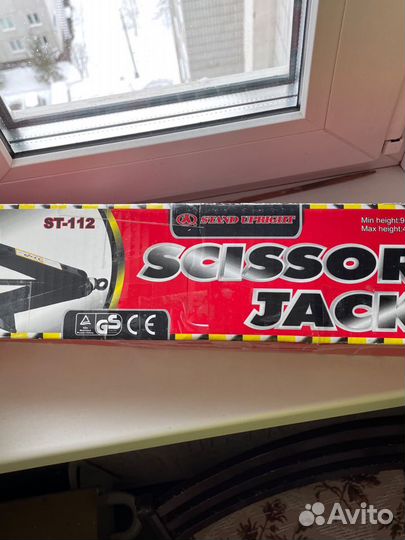 ST-112
STAND UPRIGHT
Min height:9
Max height:4
SCISSOR
JACK
GS CE
Avito